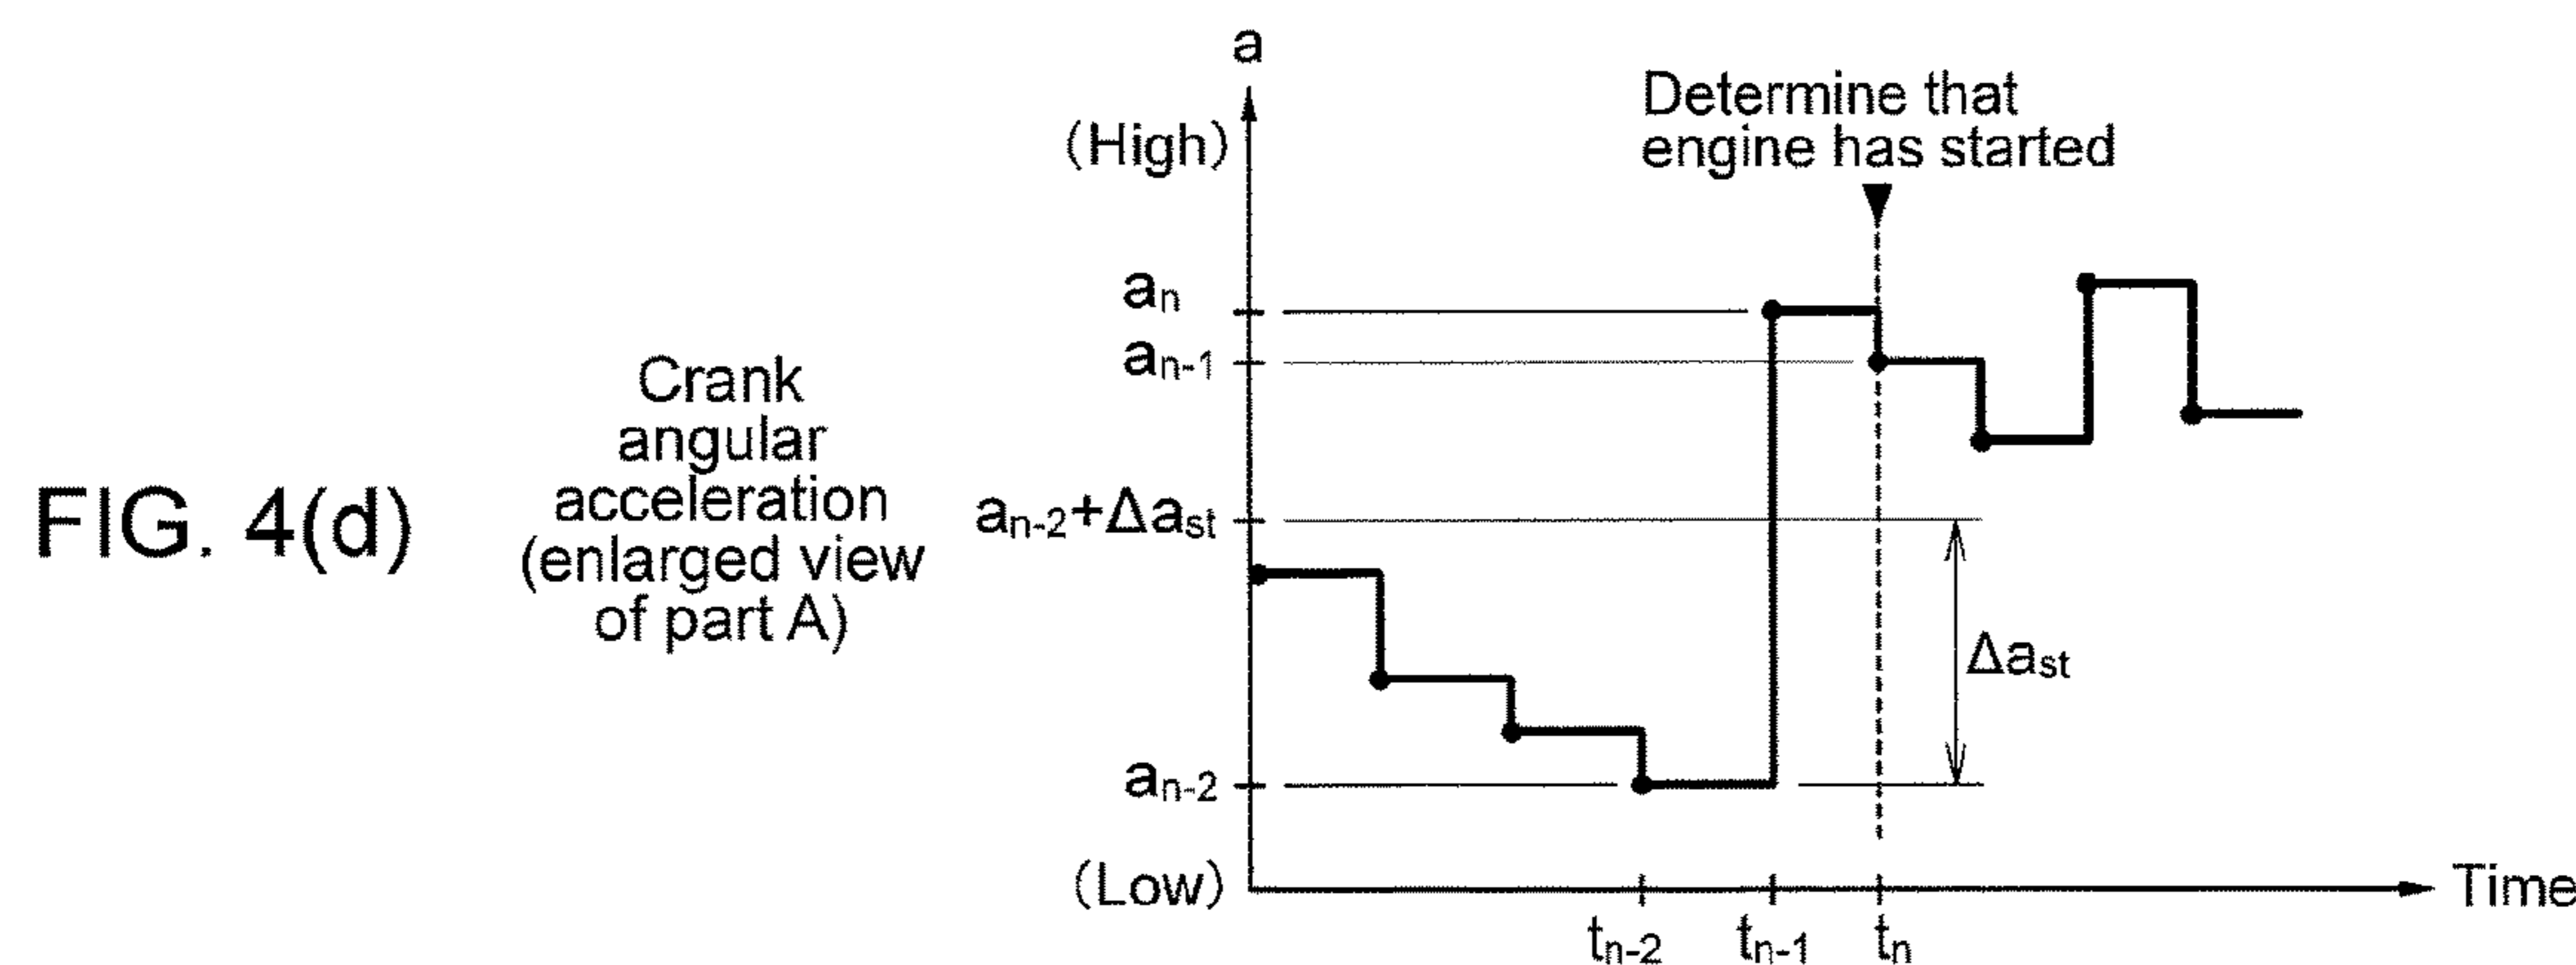 FIG. 4(d)
Crank
angular
acceleration
(enlarged view
of part A)
a
(High)
Determine that
engine has started
an
an-1
an-2+Δast
Δast
an-2
(Low)
tn-2
tn-1
tn
Time